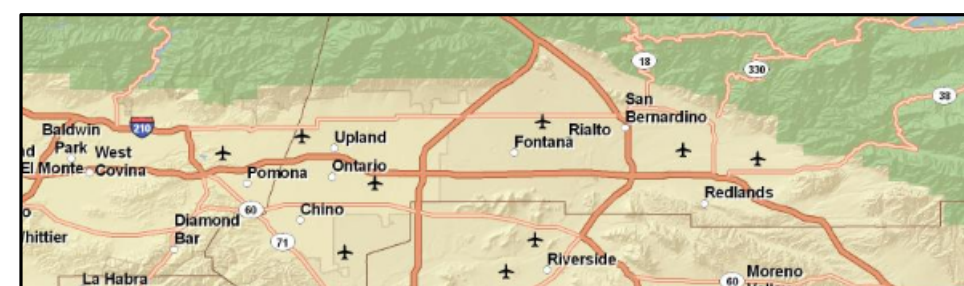 18
330
38
San
Bernardino
210
Baldwin
Park
Rialto
Upland
Fontana
West
Covina
El Monte
Ontario
Pomona
Redlands
60
Chino
Diamond
Bar
71
Riverside
La Habra
60
Moreno